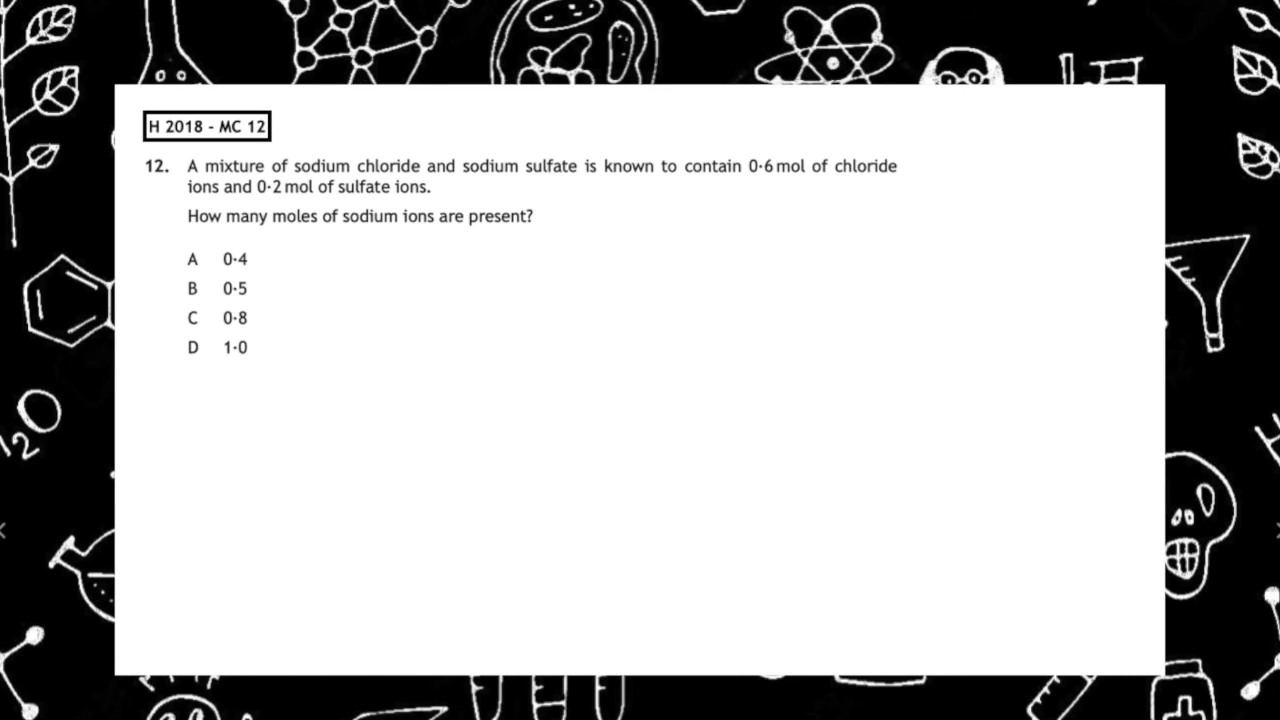 H 2018 - MC 12
12. A mixture of sodium chloride and sodium sulfate is known to contain 0·6 mol of chloride
ions and 0·2 mol of sulfate ions.
How many moles of sodium ions are present?
A 0·4
B 0·5
C 0·8
D 1·0
H₂O